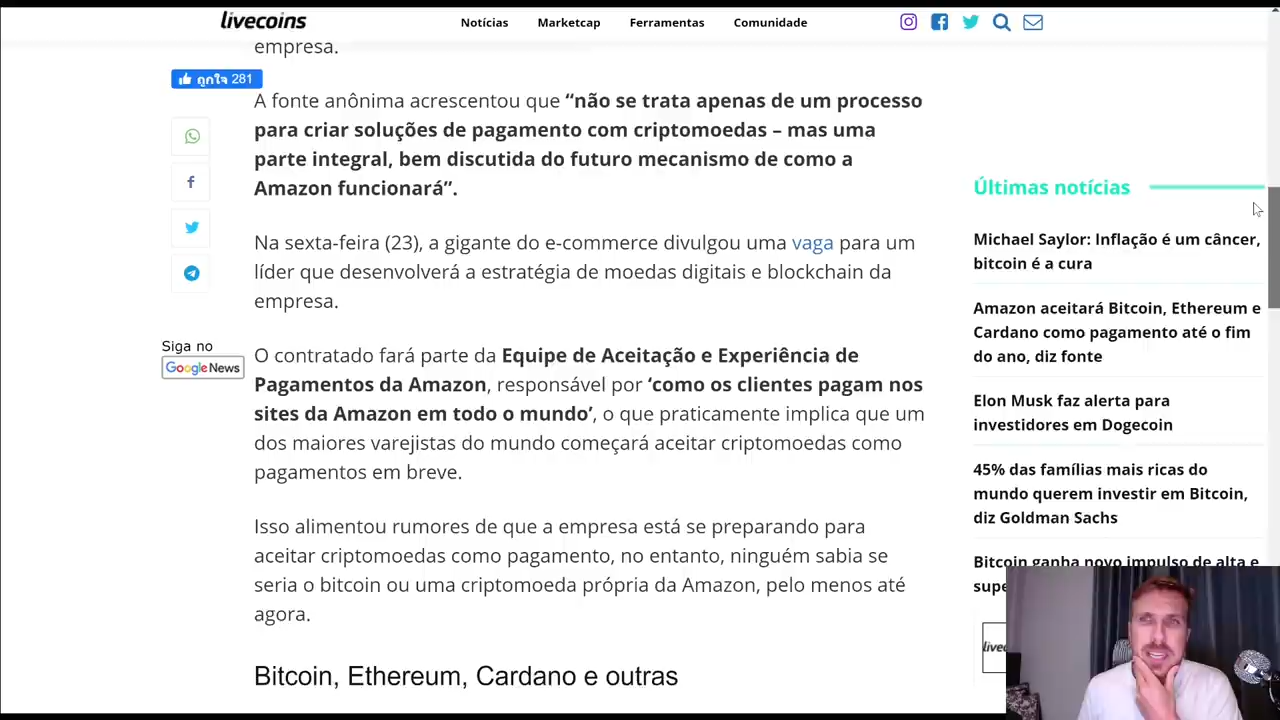 livecoins
Notícias
Marketcap
Ferramentas
Comunidade
empresa.
ถูกใจ 281
A fonte anônima acrescentou que “não se trata apenas de um processo
para criar soluções de pagamento com criptomoedas – mas uma
parte integral, bem discutida do futuro mecanismo de como a
Amazon funcionará”.
Na sexta-feira (23), a gigante do e-commerce divulgou uma vaga para um
líder que desenvolverá a estratégia de moedas digitais e blockchain da
empresa.
Siga no
Google News
O contratado fará parte da Equipe de Aceitação e Experiência de
Pagamentos da Amazon, responsável por ‘como os clientes pagam nos
sites da Amazon em todo o mundo’, o que praticamente implica que um
dos maiores varejistas do mundo começará aceitar criptomoedas como
pagamentos em breve.
Isso alimentou rumores de que a empresa está se preparando para
aceitar criptomoedas como pagamento, no entanto, ninguém sabia se
seria o bitcoin ou uma criptomoeda própria da Amazon, pelo menos até
agora.
Bitcoin, Ethereum, Cardano e outras
Últimas notícias
Michael Saylor: Inflação é um câncer,
bitcoin é a cura
Amazon aceitará Bitcoin, Ethereum e
Cardano como pagamento até o fim
do ano, diz fonte
Elon Musk faz alerta para
investidores em Dogecoin
45% das famílias mais ricas do
mundo querem investir em Bitcoin,
diz Goldman Sachs
Bitcoin ganha novo impulso de alta e